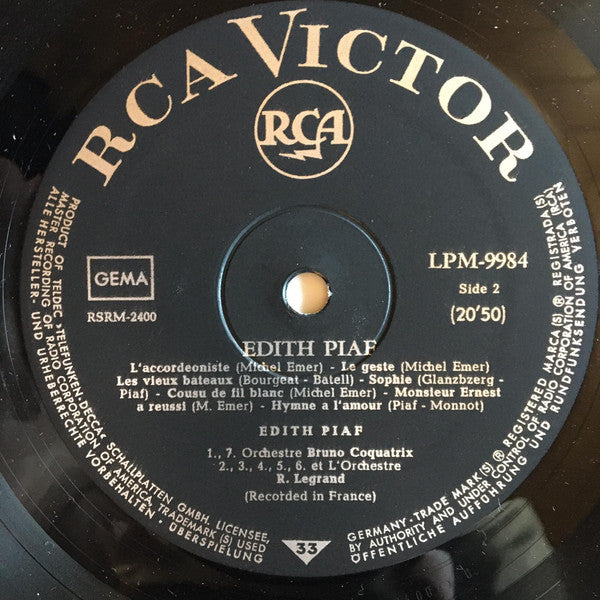 RCA VICTOR
RCA
GEMA
RSRM-2400
LPM-9984
Side 2
(20'50)
EDITH PIAF
L'accordeoniste (Michel Emer) - Le geste (Michel Emer)
Les vieux bateaux (Bourgeat - Batell) - Sophie (Glanzbzerg -
Piaf) - Cousu de fil blanc (Michel Emer) - Monsieur Ernest
a reussi (M. Emer) - Hymne a l'amour (Piaf - Monnot)
EDITH PIAF
1., 7. Orchestre Bruno Coquatrix
2., 3., 4., 5., 6. et L'Orchestre
R. Legrand
(Recorded in France)
33
PRODUCT OF TELDEC »TELEFUNKEN-DECCA« SCHALLPLATTEN GMBH, LICENSEE,
MASTER RECORDING OF RADIO CORPORATION OF AMERICA, TRADEMARK (S) USED
ALLE HERSTELLER- UND URHEBERRECHTE VORBEHALTEN · ÜBERSPIELUNG
GERMANY · TRADE MARK (S) ® REGISTERED MARCA (S) ® REGISTRADA (S)
BY AUTHORITY AND UNDER CONTROL OF RADIO CORPORATION OF AMERICA (RCA)
ÖFFENTLICHE AUFFÜHRUNG UND RUNDFUNKSENDUNG VERBOTEN